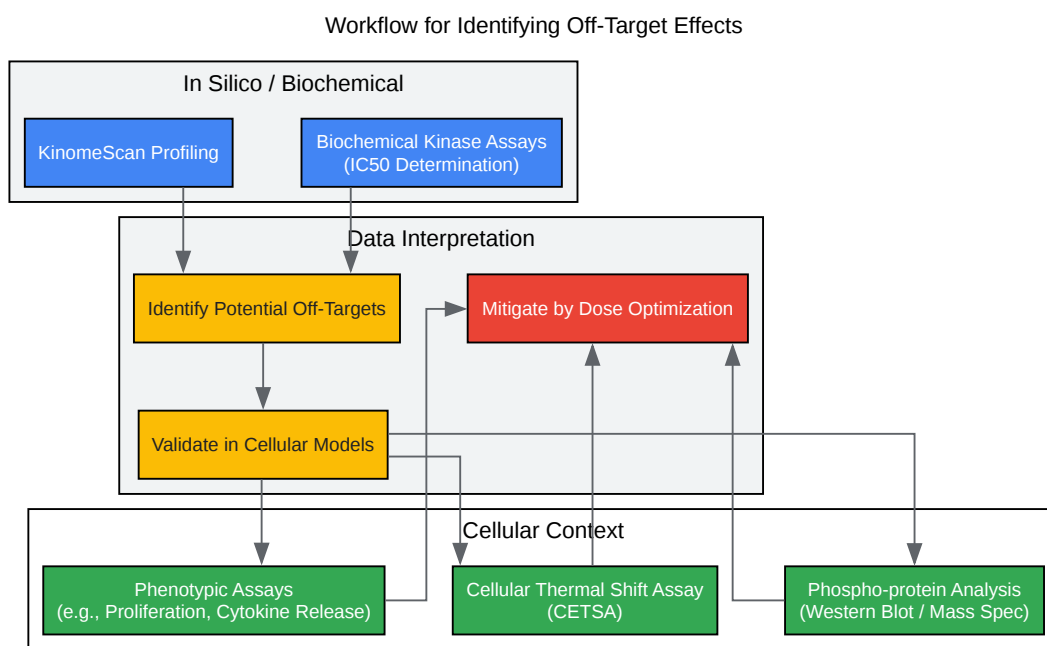 Workflow for Identifying Off-Target Effects
In Silico / Biochemical
KinomeScan Profiling
Biochemical Kinase Assays
(IC50 Determination)
Data Interpretation
Identify Potential Off-Targets
Mitigate by Dose Optimization
Validate in Cellular Models
Cellular Context
Phenotypic Assays
(e.g., Proliferation, Cytokine Release)
Cellular Thermal Shift Assay
(CETSA)
Phospho-protein Analysis
(Western Blot / Mass Spec)